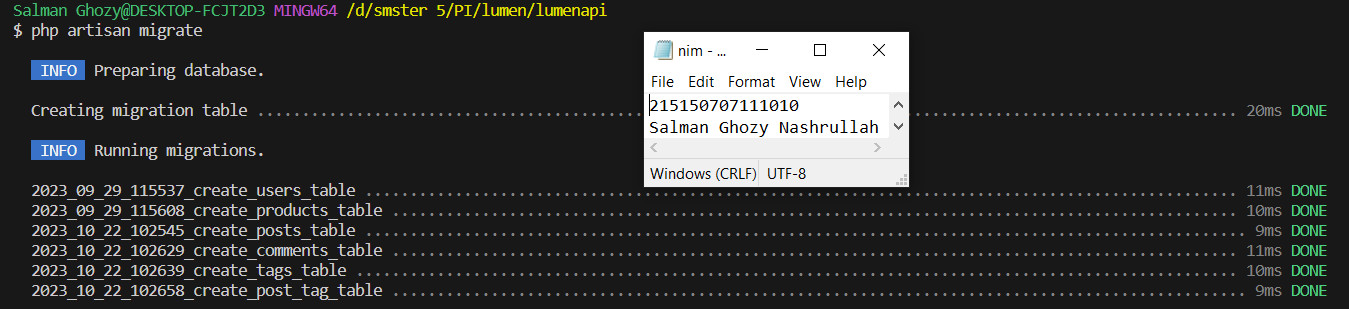 Salman Ghozy@DESKTOP-FCJT2D3 MINGW64 /d/smster 5/PI/lumen/lumenapi
$ php artisan migrate
INFO Preparing database.
Creating migration table ........................................ 20ms DONE
INFO Running migrations.
2023_09_29_115537_create_users_table ........................................ 11ms DONE
2023_09_29_115608_create_products_table ........................................ 10ms DONE
2023_10_22_102545_create_posts_table ........................................ 9ms DONE
2023_10_22_102629_create_comments_table ........................................ 11ms DONE
2023_10_22_102639_create_tags_table ........................................ 10ms DONE
2023_10_22_102658_create_post_tag_table ........................................ 9ms DONE
nim - ...
File Edit Format View Help
215150707111010
Salman Ghozy Nashrullah
Windows (CRLF) UTF-8